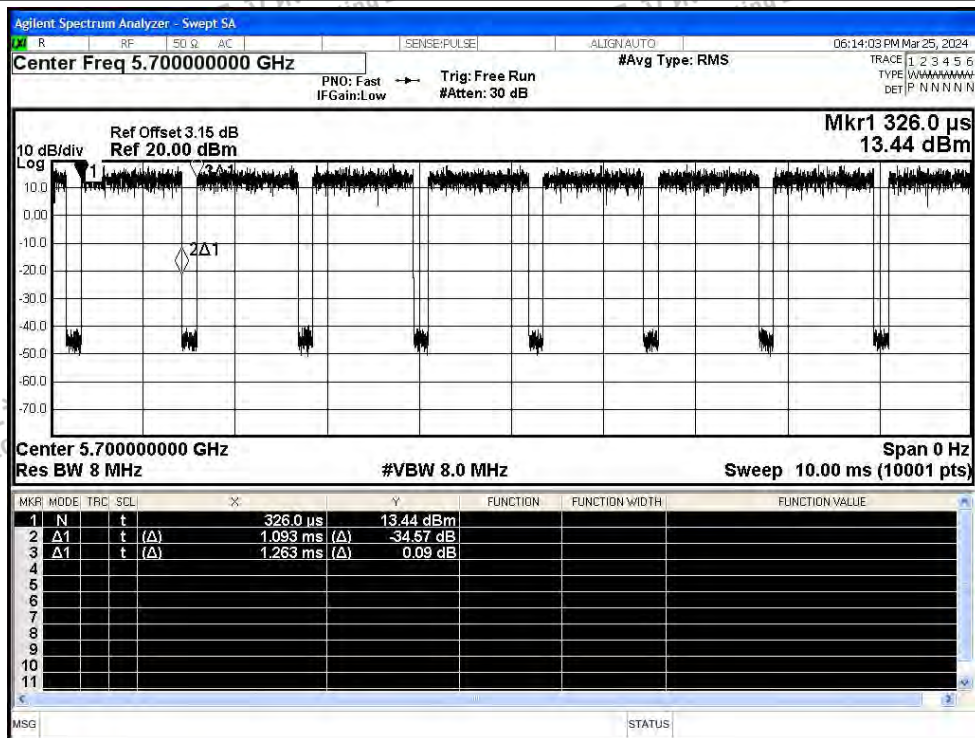 Agilent Spectrum Analyzer - Swept SA
R RF 50 Ω AC SENSE:PULSE ALIGN AUTO 06:14:03 PM Mar 25, 2024
Center Freq 5.700000000 GHz #Avg Type: RMS TRACE 1 2 3 4 5 6
PNO: Fast Trig: Free Run TYPE WWWWWW
IFGain:Low #Atten: 30 dB DET P N N N N N
Mkr1 326.0 µs
Ref Offset 3.15 dB
10 dB/div Ref 20.00 dBm 13.44 dBm
Log
1 3Δ1
10.0
0.00
-10.0
2Δ1
-20.0
-30.0
-40.0
-50.0
-60.0
-70.0
Center 5.700000000 GHz Span 0 Hz
Res BW 8 MHz #VBW 8.0 MHz Sweep 10.00 ms (10001 pts)
MKR MODE TRC SCL X Y FUNCTION FUNCTION WIDTH FUNCTION VALUE
1 N t 326.0 µs 13.44 dBm
2 Δ1 t (Δ) 1.093 ms (Δ) -34.57 dB
3 Δ1 t (Δ) 1.263 ms (Δ) 0.09 dB
4
5
6
7
8
9
10
11
MSG STATUS